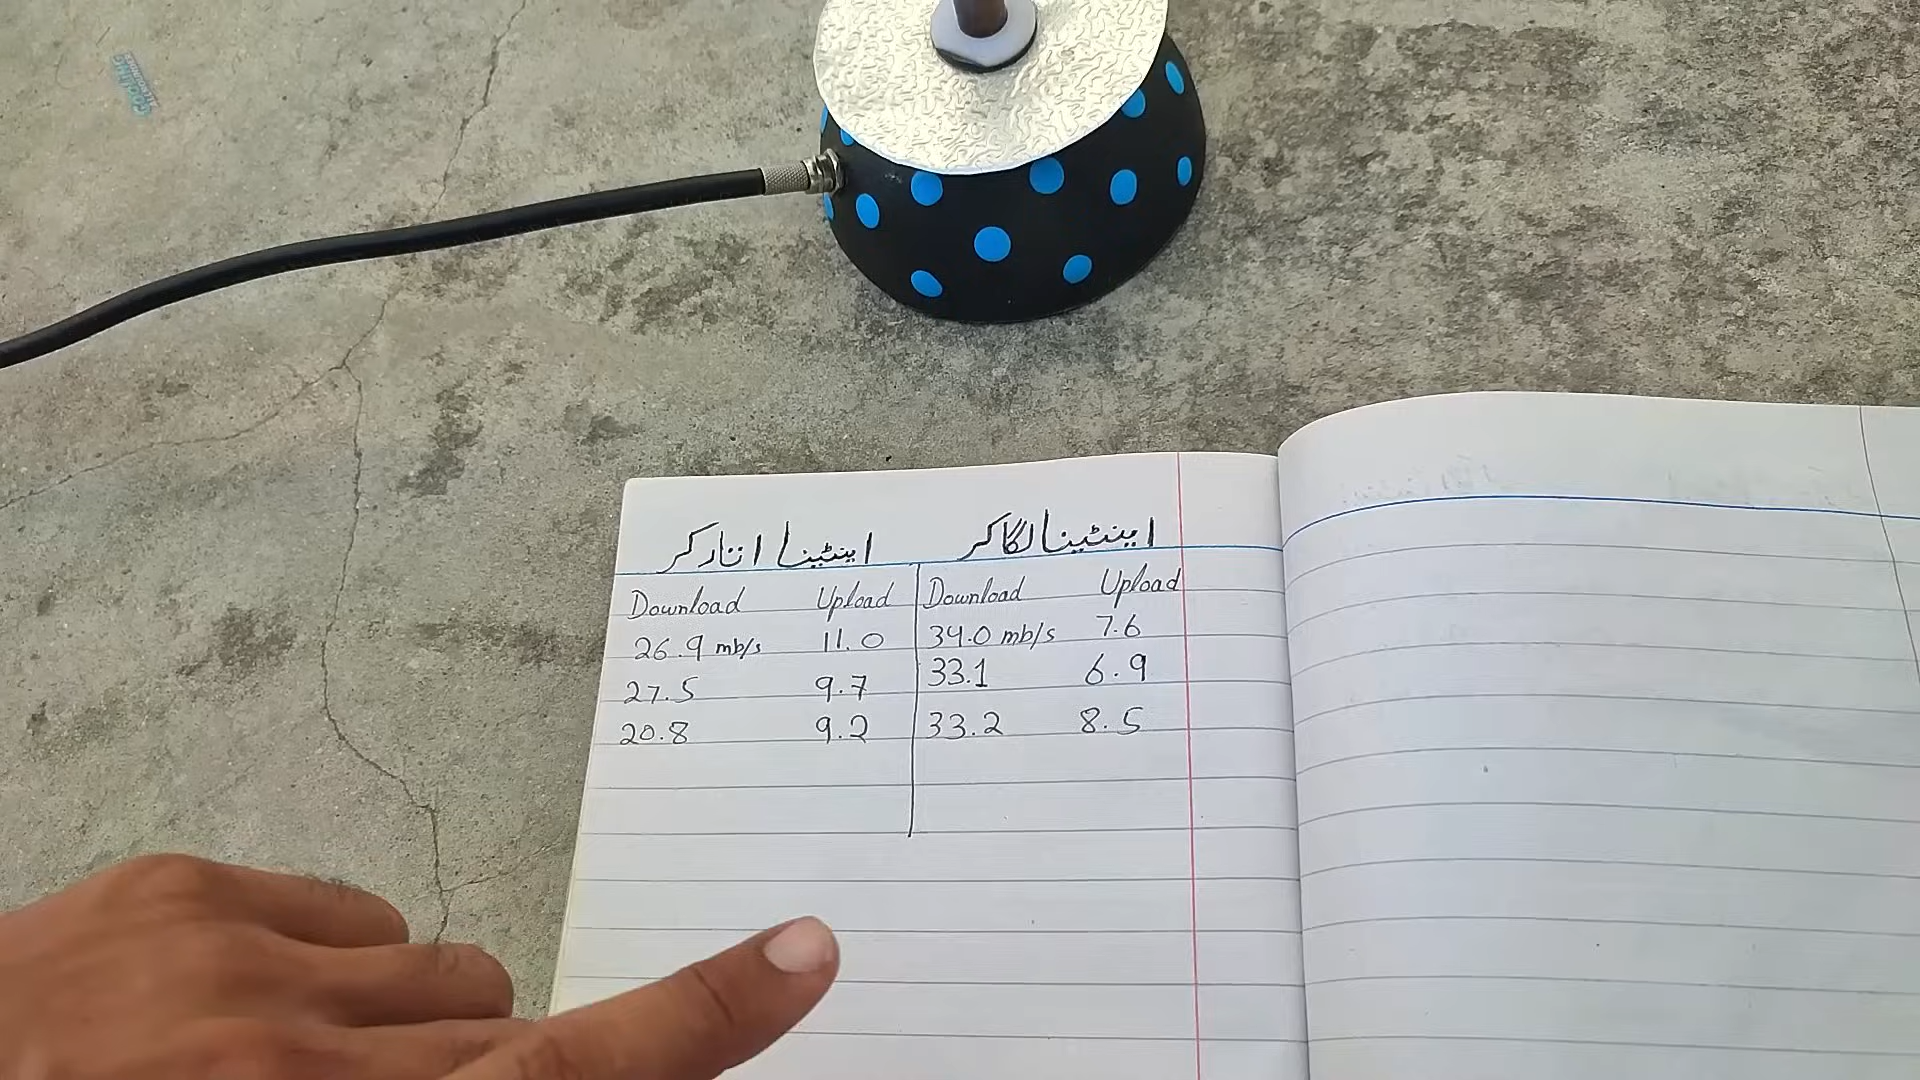 COOKING
اینٹینا لگا کر
اینٹینا اتار کر
Download Upload Download Upload
26.9 mb/s 11.0 34.0 mb/s 7.6
27.5 9.7 33.1 6.9
20.8 9.2 33.2 8.5